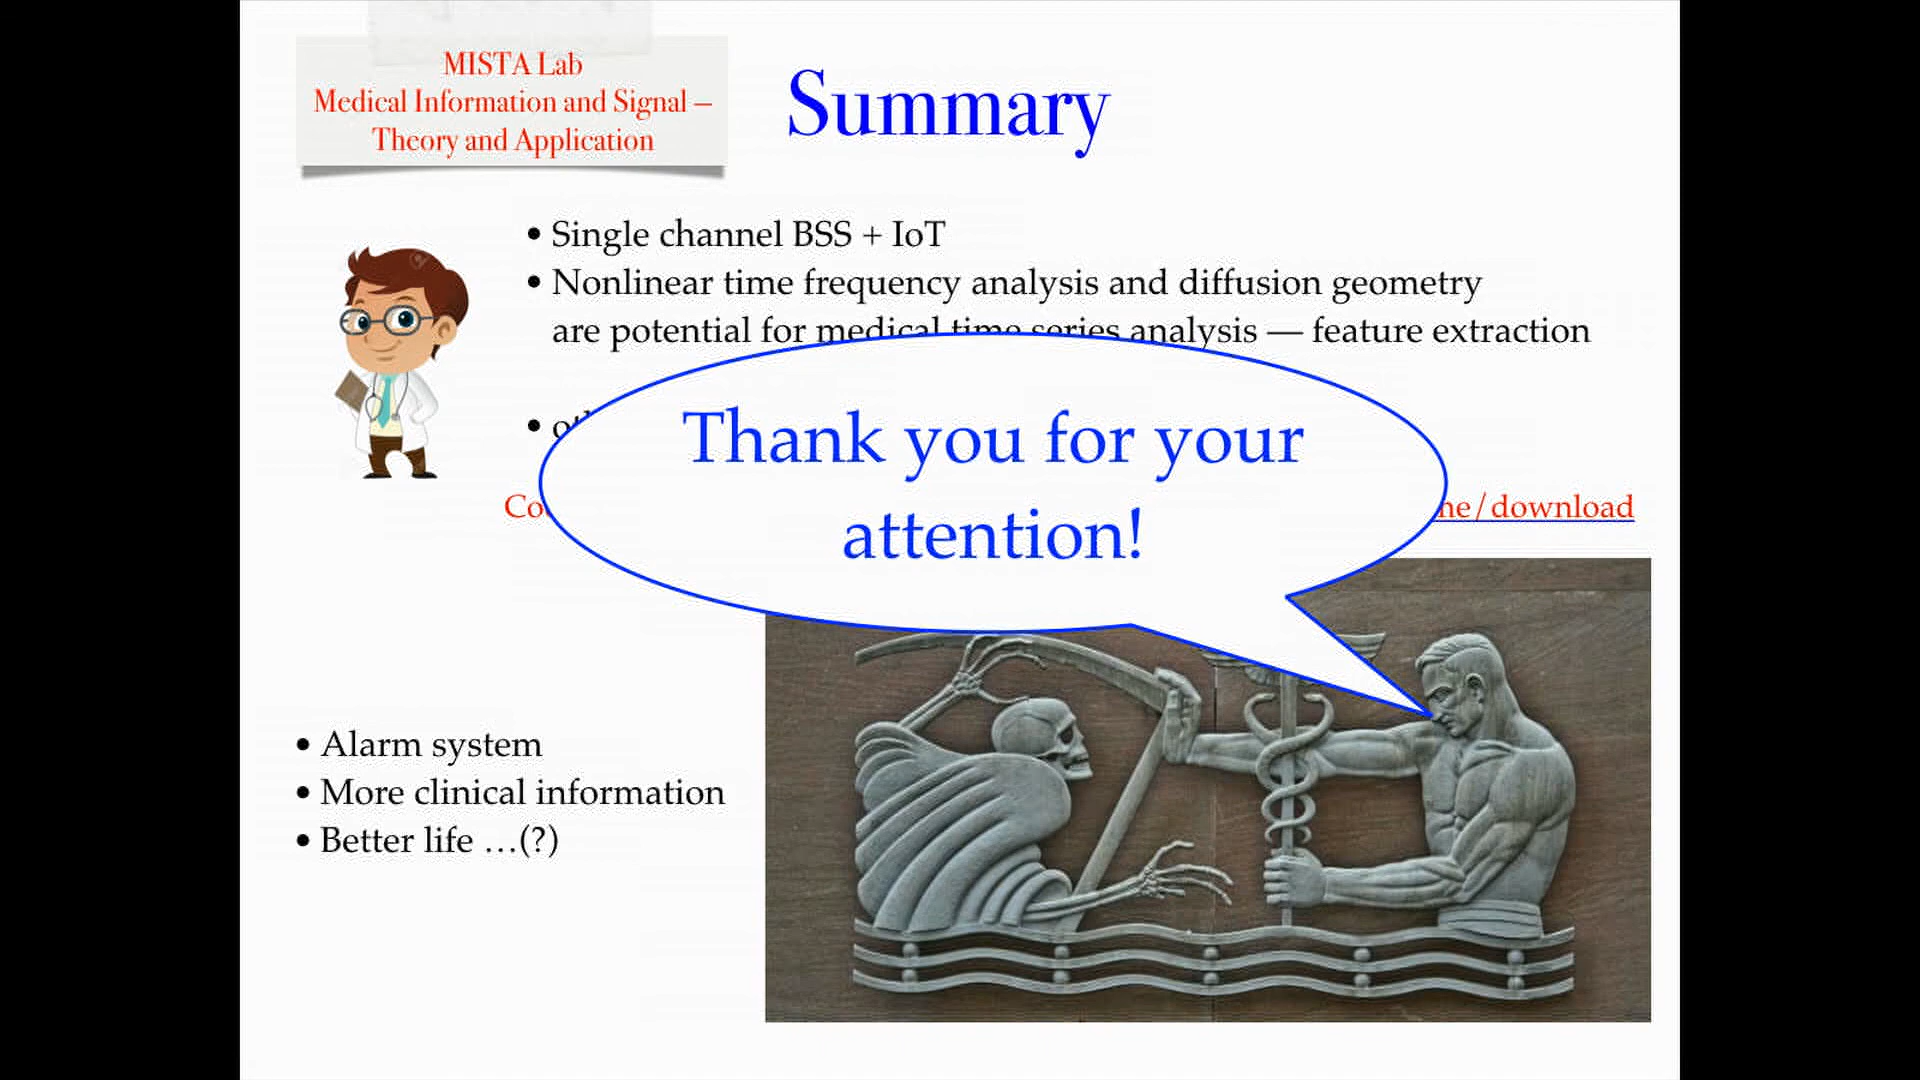 MISTA Lab
Medical Information and Signal —
Theory and Application
Summary
• Single channel BSS + IoT
• Nonlinear time frequency analysis and diffusion geometry
are potential for medical time series analysis — feature extraction
Thank you for your
attention!
/download
• Alarm system
• More clinical information
• Better life …(?)